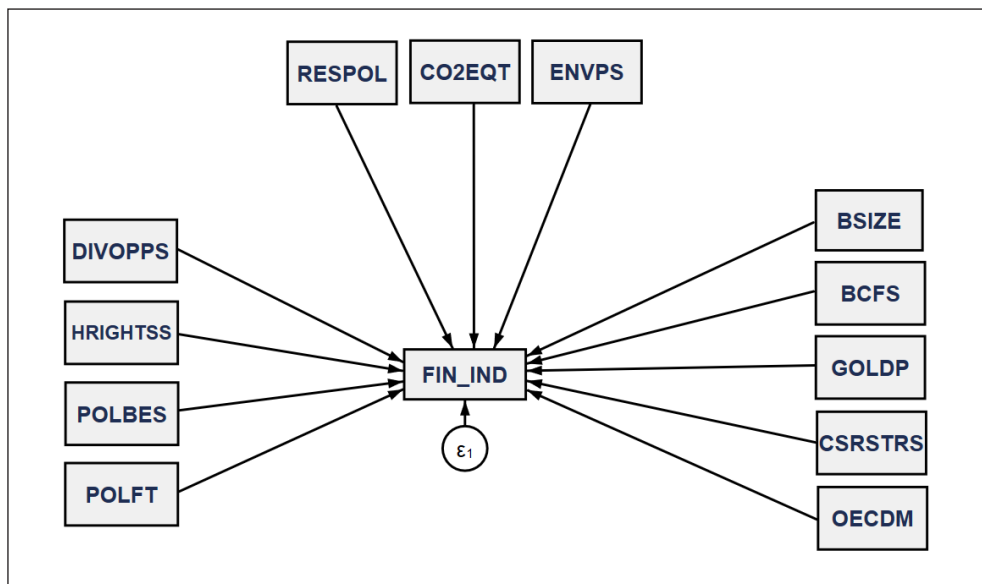 RESPOL
CO2EQT
ENVPS
DIVOPPS
HRIGHTSS
POLBES
POLFT
FIN_IND
ε₁
BSIZE
BCFS
GOLDP
CSRSTRS
OECDM